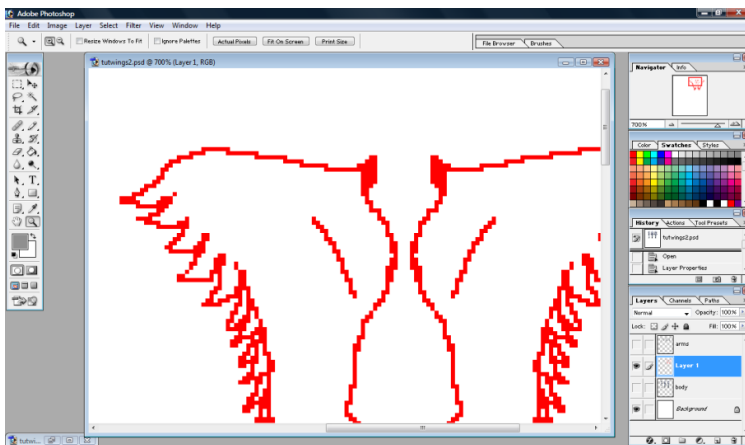 Adobe Photoshop
File Edit Image Layer Select Filter View Window Help
Resize Windows To Fit Ignore Palettes Actual Pixels Fit On Screen Print Size File Browser Brushes
tutwings2.psd @ 700% (Layer 1, RGB)
Navigator Info
700%
Color Swatches Styles
History Actions Tool Presets
tutwings2.psd
Open
Layer Properties
Layers Channels Paths
Normal Opacity: 100%
Lock: Fill: 100%
arms
Layer 1
body
Background
tutwi...